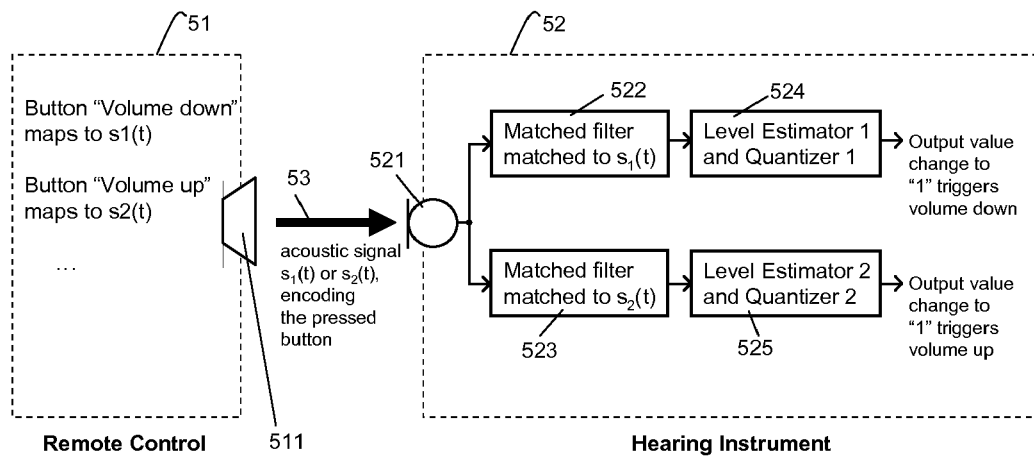 51
52
Button “Volume down”
maps to s1(t)
Button “Volume up”
maps to s2(t)
...
53
acoustic signal
s₁(t) or s₂(t),
encoding
the pressed
button
511
521
522
Matched filter
matched to s₁(t)
524
Level Estimator 1
and Quantizer 1
Output value
change to
“1” triggers
volume down
Matched filter
matched to s₂(t)
523
Level Estimator 2
and Quantizer 2
525
Output value
change to
“1” triggers
volume up
Remote Control
Hearing Instrument